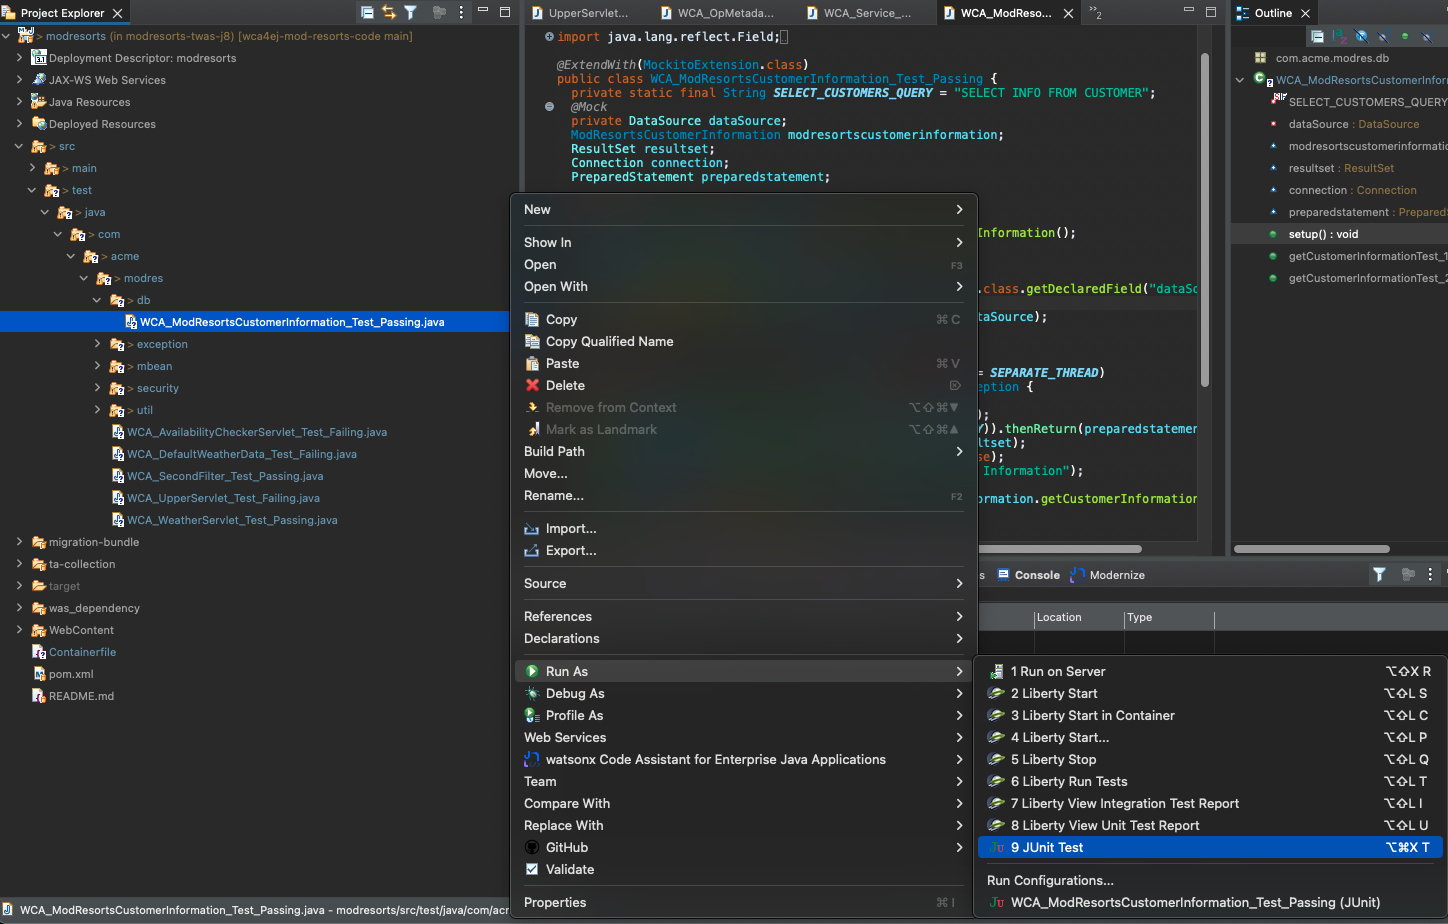 Project Explorer
modresorts (in modresorts-twas-j8) [wca4ej-mod-resorts-code main]
Deployment Descriptor: modresorts
JAX-WS Web Services
Java Resources
Deployed Resources
> src
> main
> test
> java
> com
> acme
> modres
> db
WCA_ModResortsCustomerInformation_Test_Passing.java
> exception
> mbean
> security
> util
WCA_AvailabilityCheckerServlet_Test_Failing.java
WCA_DefaultWeatherData_Test_Failing.java
WCA_SecondFilter_Test_Passing.java
WCA_UpperServlet_Test_Failing.java
WCA_WeatherServlet_Test_Passing.java
migration-bundle
ta-collection
target
was_dependency
WebContent
Containerfile
pom.xml
README.md
UpperServlet... WCA_OpMetada... WCA_Service_... WCA_ModReso... »2
import java.lang.reflect.Field;
@ExtendWith(MockitoExtension.class)
public class WCA_ModResortsCustomerInformation_Test_Passing {
private static final String SELECT_CUSTOMERS_QUERY = "SELECT INFO FROM CUSTOMER";
@Mock
private DataSource dataSource;
ModResortsCustomerInformation modresortscustomerinformation;
ResultSet resultset;
Connection connection;
PreparedStatement preparedstatement;
nformation();
.class.getDeclaredField("dataSo
taSource);
= SEPARATE_THREAD)
eption {
);
Y)).thenReturn(preparedstatement
ltset);
se);
Information");
ormation.getCustomerInformation
New
Show In
Open F3
Open With
Copy ⌘C
Copy Qualified Name
Paste ⌘V
Delete ⌦
Remove from Context ⌥⇧⌘▼
Mark as Landmark ⌥⇧⌘▲
Build Path
Move...
Rename... F2
Import...
Export...
Source
References
Declarations
Run As
Debug As
Profile As
Web Services
watsonx Code Assistant for Enterprise Java Applications
Team
Compare With
Replace With
GitHub
Validate
Properties ⌘I
1 Run on Server ⌥⇧X R
2 Liberty Start ⌥⇧L S
3 Liberty Start in Container ⌥⇧L C
4 Liberty Start... ⌥⇧L P
5 Liberty Stop ⌥⇧L Q
6 Liberty Run Tests ⌥⇧L T
7 Liberty View Integration Test Report ⌥⇧L I
8 Liberty View Unit Test Report ⌥⇧L U
9 JUnit Test ⌥⌘X T
Run Configurations...
WCA_ModResortsCustomerInformation_Test_Passing (JUnit)
s Console Modernize
Location Type
Outline
com.acme.modres.db
WCA_ModResortsCustomerInfor
SELECT_CUSTOMERS_QUERY
dataSource : DataSource
modresortscustomerinformatio
resultset : ResultSet
connection : Connection
preparedstatement : PreparedS
setup() : void
getCustomerInformationTest_1
getCustomerInformationTest_2
WCA_ModResortsCustomerInformation_Test_Passing.java - modresorts/src/test/java/com/acr